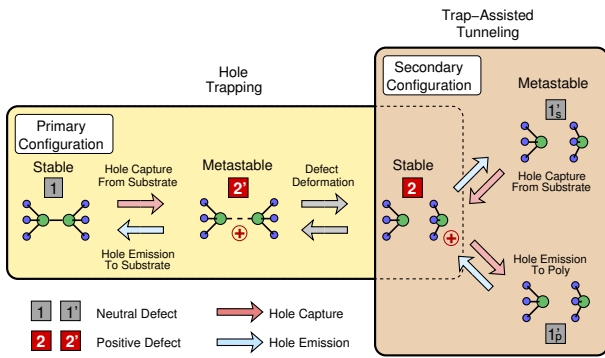 Trap-Assisted
Tunneling
Hole
Trapping
Secondary
Configuration
Metastable
1's
Primary
Configuration
Stable
1
Hole Capture
From Substrate
Metastable
2'
Defect
Deformation
Stable
2
Hole Capture
From Substrate
+
+
Hole Emission
To Substrate
Hole Emission
To Poly
1'p
1 1' Neutral Defect
Hole Capture
2 2' Positive Defect
Hole Emission